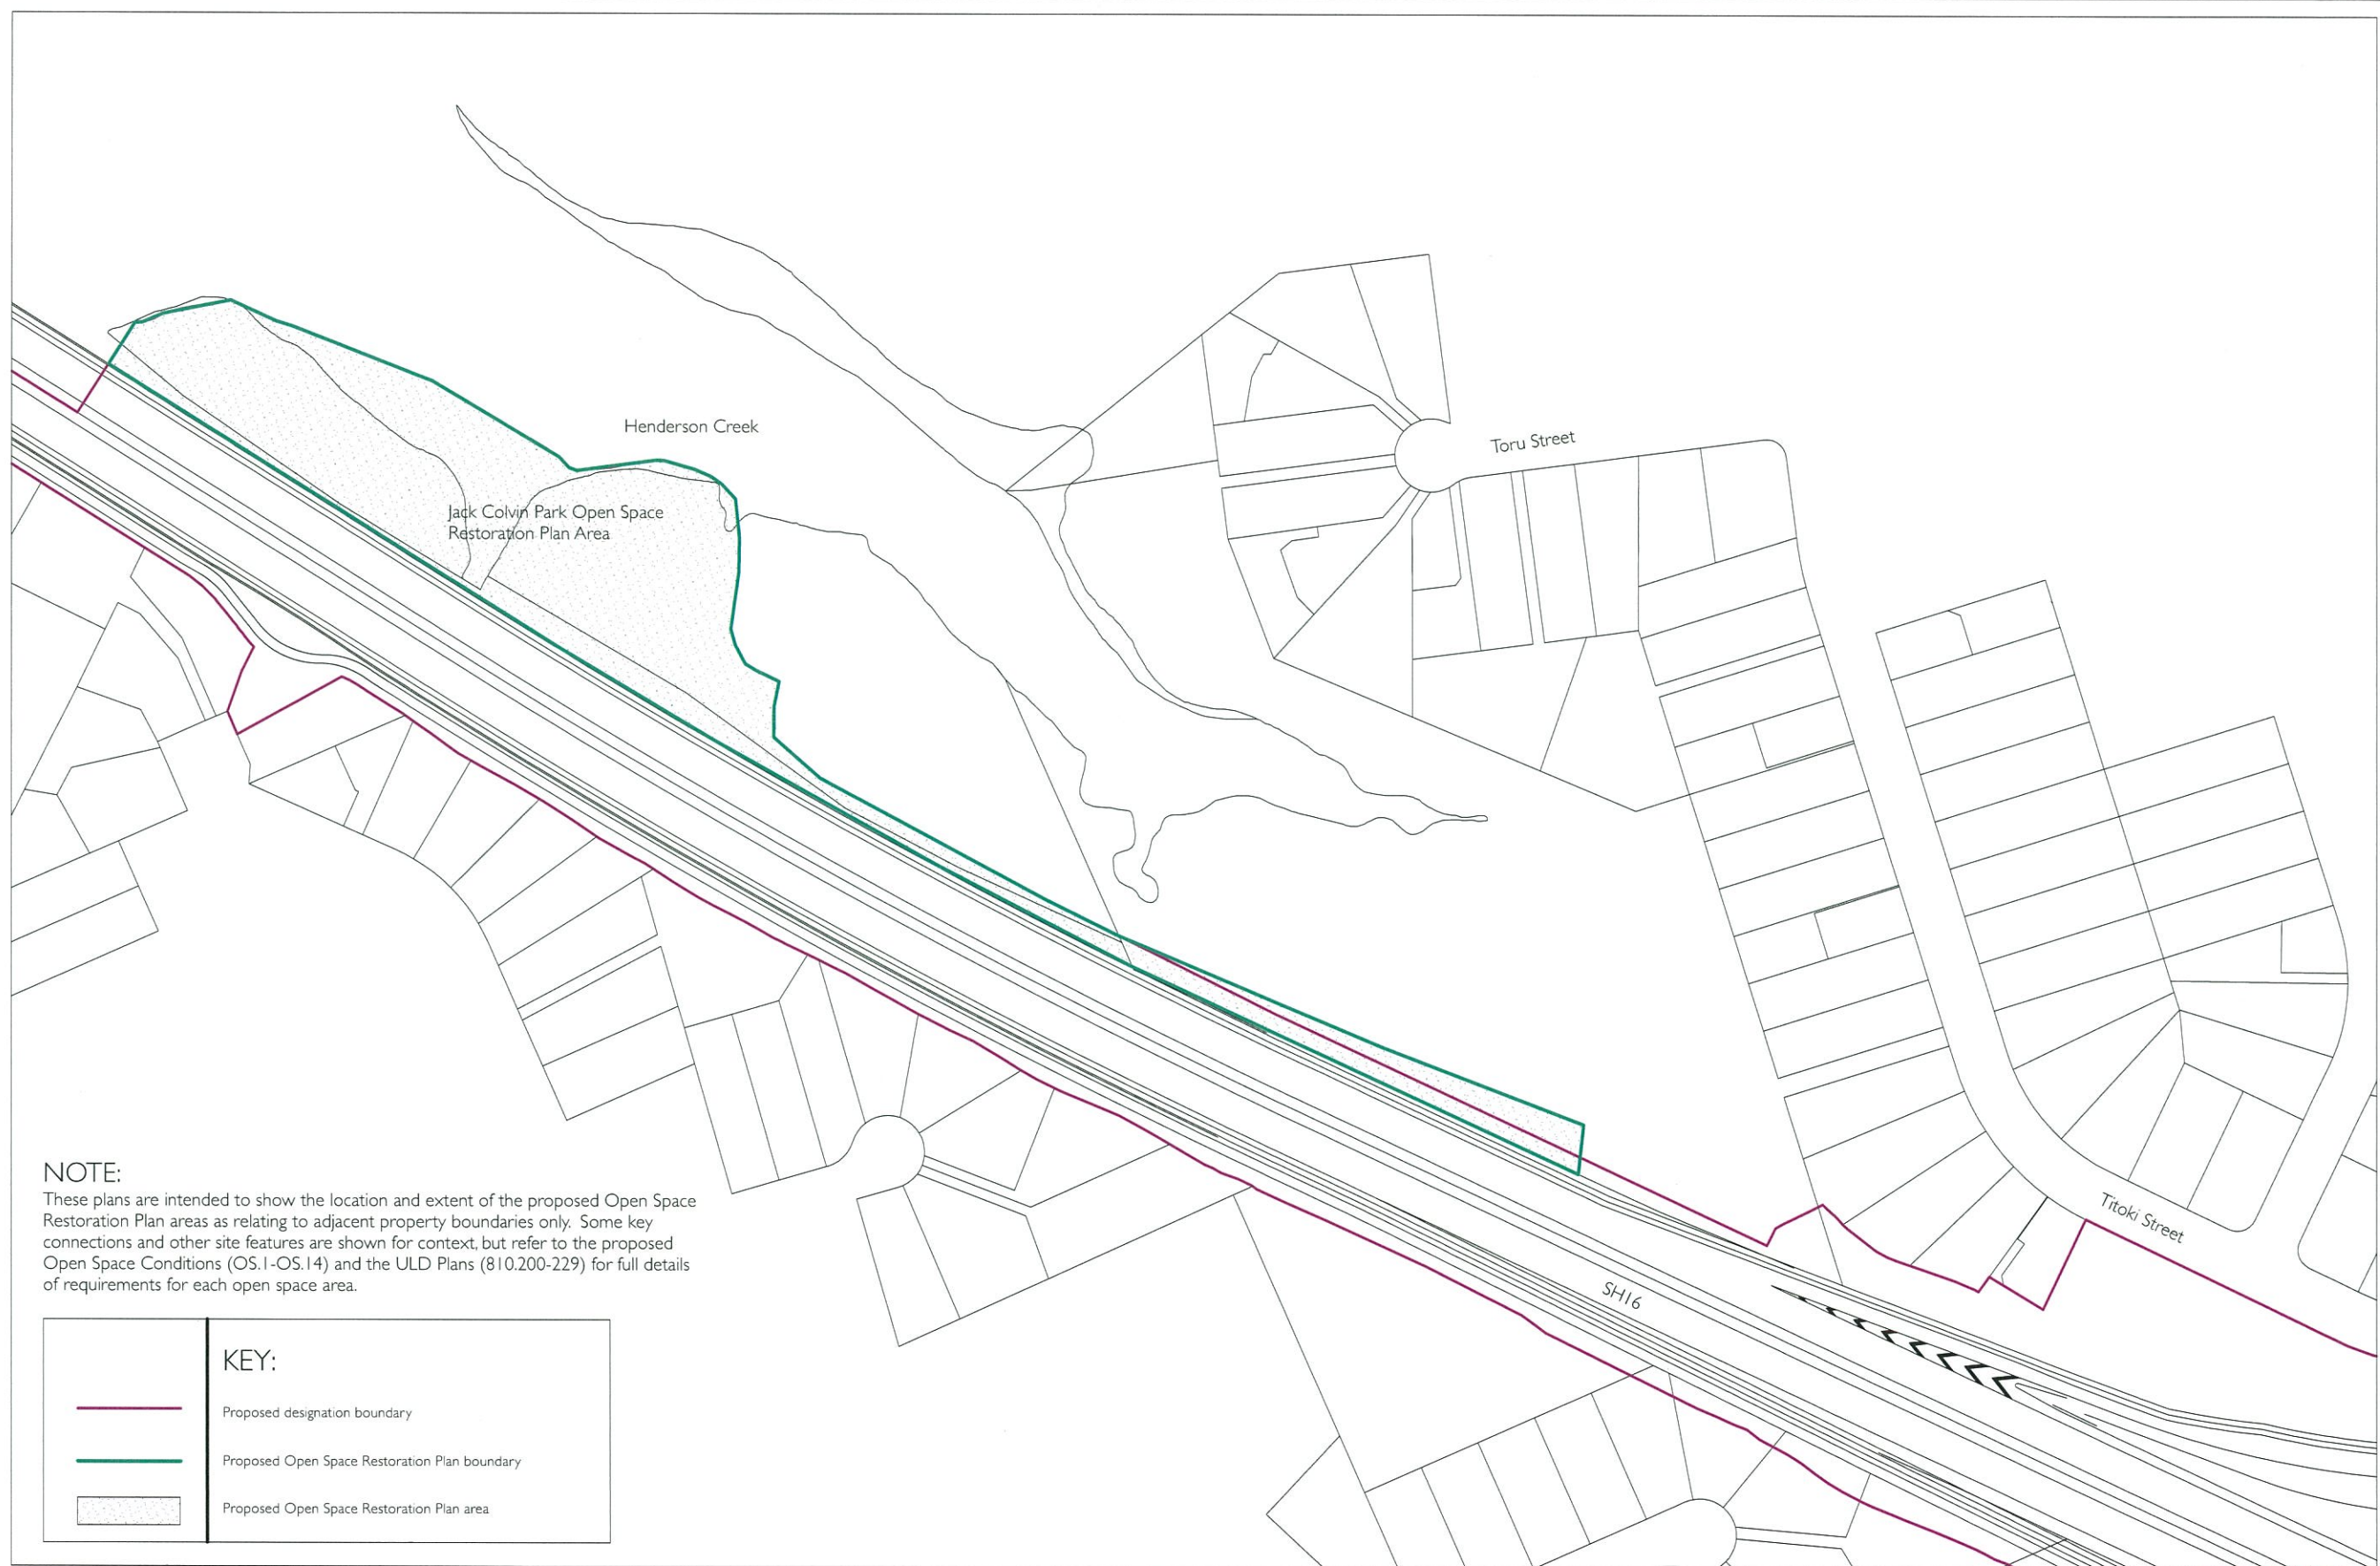 Henderson Creek
Toru Street
Jack Colvin Park Open Space
Restoration Plan Area
Titoki Street
SH16
NOTE:
These plans are intended to show the location and extent of the proposed Open Space
Restoration Plan areas as relating to adjacent property boundaries only. Some key
connections and other site features are shown for context, but refer to the proposed
Open Space Conditions (OS.1-OS.14) and the ULD Plans (810.200-229) for full details
of requirements for each open space area.
KEY:
Proposed designation boundary
Proposed Open Space Restoration Plan boundary
Proposed Open Space Restoration Plan area